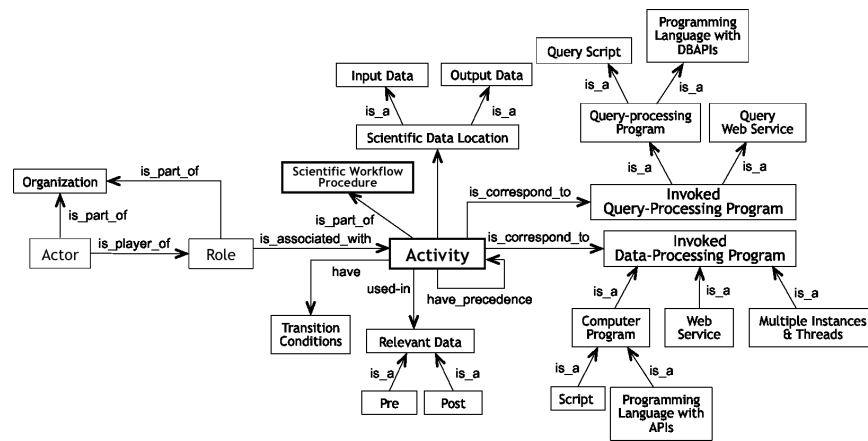 Programming
Language with
DBAPIs
Query Script
is_a
is_a
Input Data
Output Data
is_a
is_a
Query-processing
Program
Query
Web Service
Scientific Data Location
is_a
is_a
Scientific Workflow
Procedure
is_part_of
Organization
is_part_of
is_correspond_to
Invoked
Query-Processing Program
is_part_of
Actor
is_player_of
Role
is_associated_with
Activity
is_correspond_to
Invoked
Data-Processing Program
have
used-in
have_precedence
is_a
is_a
is_a
Transition
Conditions
Relevant Data
Computer
Program
Web
Service
Multiple Instances
& Threads
is_a
is_a
is_a
is_a
Pre
Post
Script
Programming
Language with
APIs